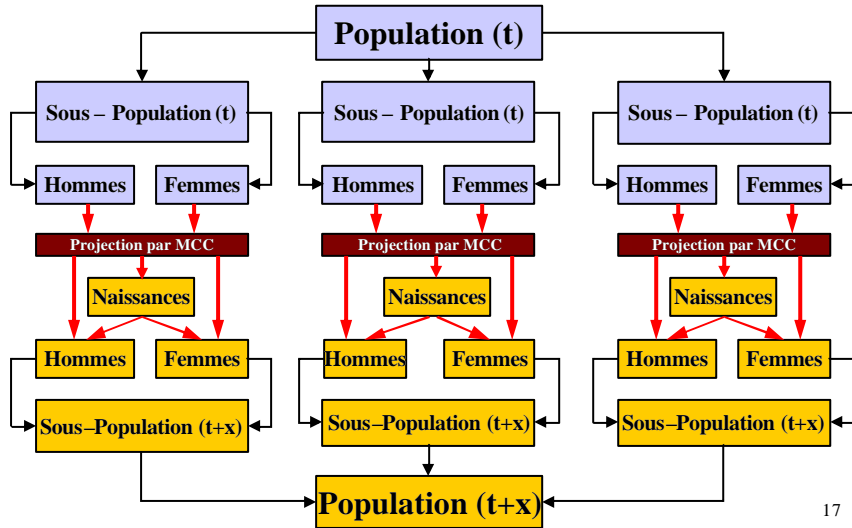 Population (t)
Sous – Population (t)
Sous - Population (t)
Sous - Population (t)
Hommes
Femmes
Hommes
Femmes
Hommes
Femmes
Projection par MCC
Projection par MCC
Projection par MCC
Naissances
Naissances
Naissances
Hommes
Femmes
Hommes
Femmes
Hommes
Femmes
Sous–Population (t+x)
Sous–Population (t+x)
Sous–Population (t+x)
Population (t+x)
17